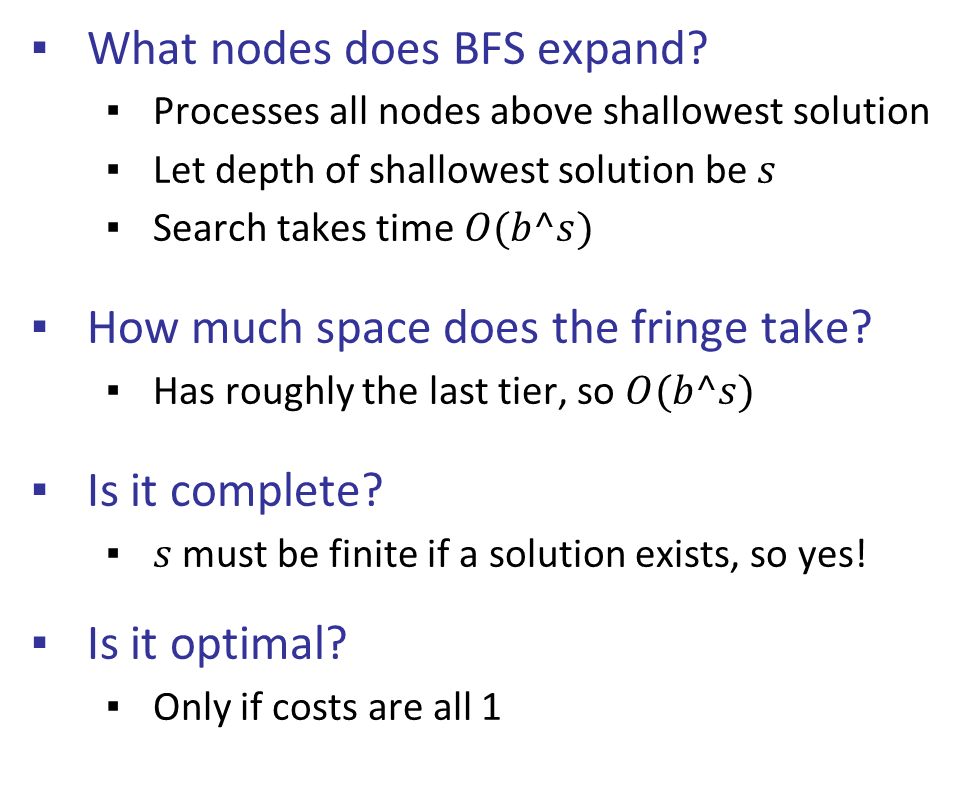 ▪ What nodes does BFS expand?
▪ Processes all nodes above shallowest solution
▪ Let depth of shallowest solution be s
▪ Search takes time O(b^s)
▪ How much space does the fringe take?
▪ Has roughly the last tier, so O(b^s)
▪ Is it complete?
▪ s must be finite if a solution exists, so yes!
▪ Is it optimal?
▪ Only if costs are all 1